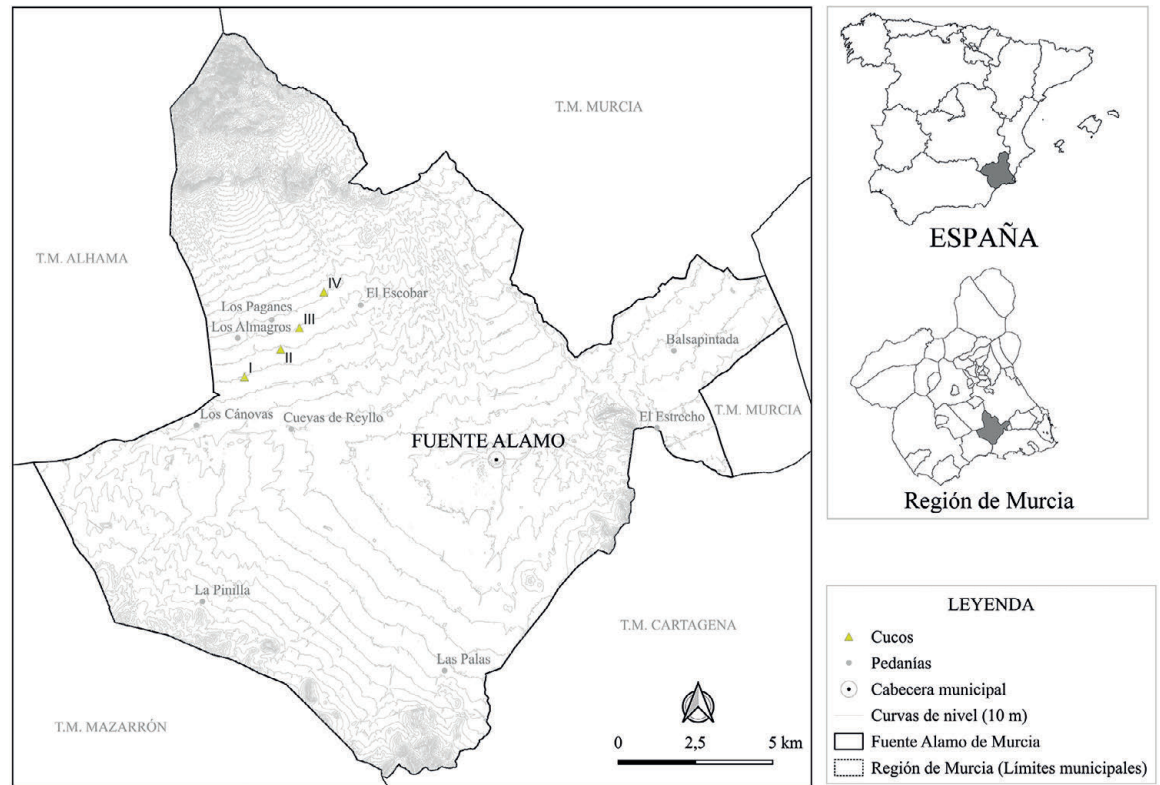 T.M. MURCIA
T.M. ALHAMA
IV
El Escobar
Los Paganes
III
Los Almagros
Balsapintada
II
I
T.M. MURCIA
Los Cánovas
Cuevas de Reyllo
El Estrecho
FUENTE ALAMO
La Pinilla
T.M. CARTAGENA
Las Palas
T.M. MAZARRÓN
0 2,5 5 km
ESPAÑA
Región de Murcia
LEYENDA
Cucos
Pedanías
Cabecera municipal
Curvas de nivel (10 m)
Fuente Alamo de Murcia
Región de Murcia (Límites municipales)